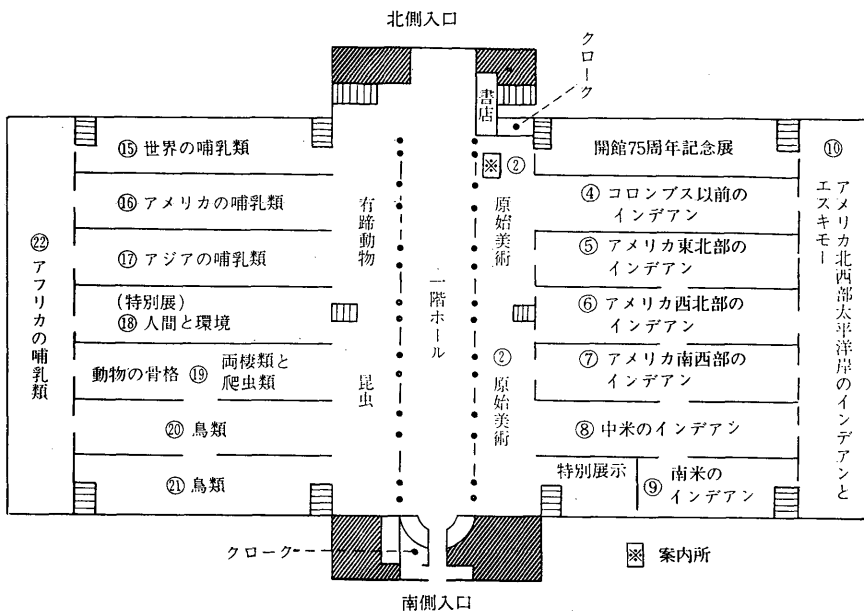 北側入口
クローク
書店
⑮ 世界の哺乳類
⑯ アメリカの哺乳類
⑰ アジアの哺乳類
(特別展)
⑱ 人間と環境
動物の骨格 ⑲ 両棲類と
爬虫類
⑳ 鳥類
㉑ 鳥類
㉒ アフリカの哺乳類
有蹄動物
昆虫
一階ホール
※ ②
原始美術
② 原始美術
開館75周年記念展
④ コロンブス以前の
インデアン
⑤ アメリカ東北部の
インデアン
⑥ アメリカ西北部の
インデアン
⑦ アメリカ南西部の
インデアン
⑧ 中米のインデアン
特別展示
⑨ 南米の
インデアン
⑩
アメリカ北西部太平洋岸のインデアンと
エスキモー
クローク
※ 案内所
南側入口